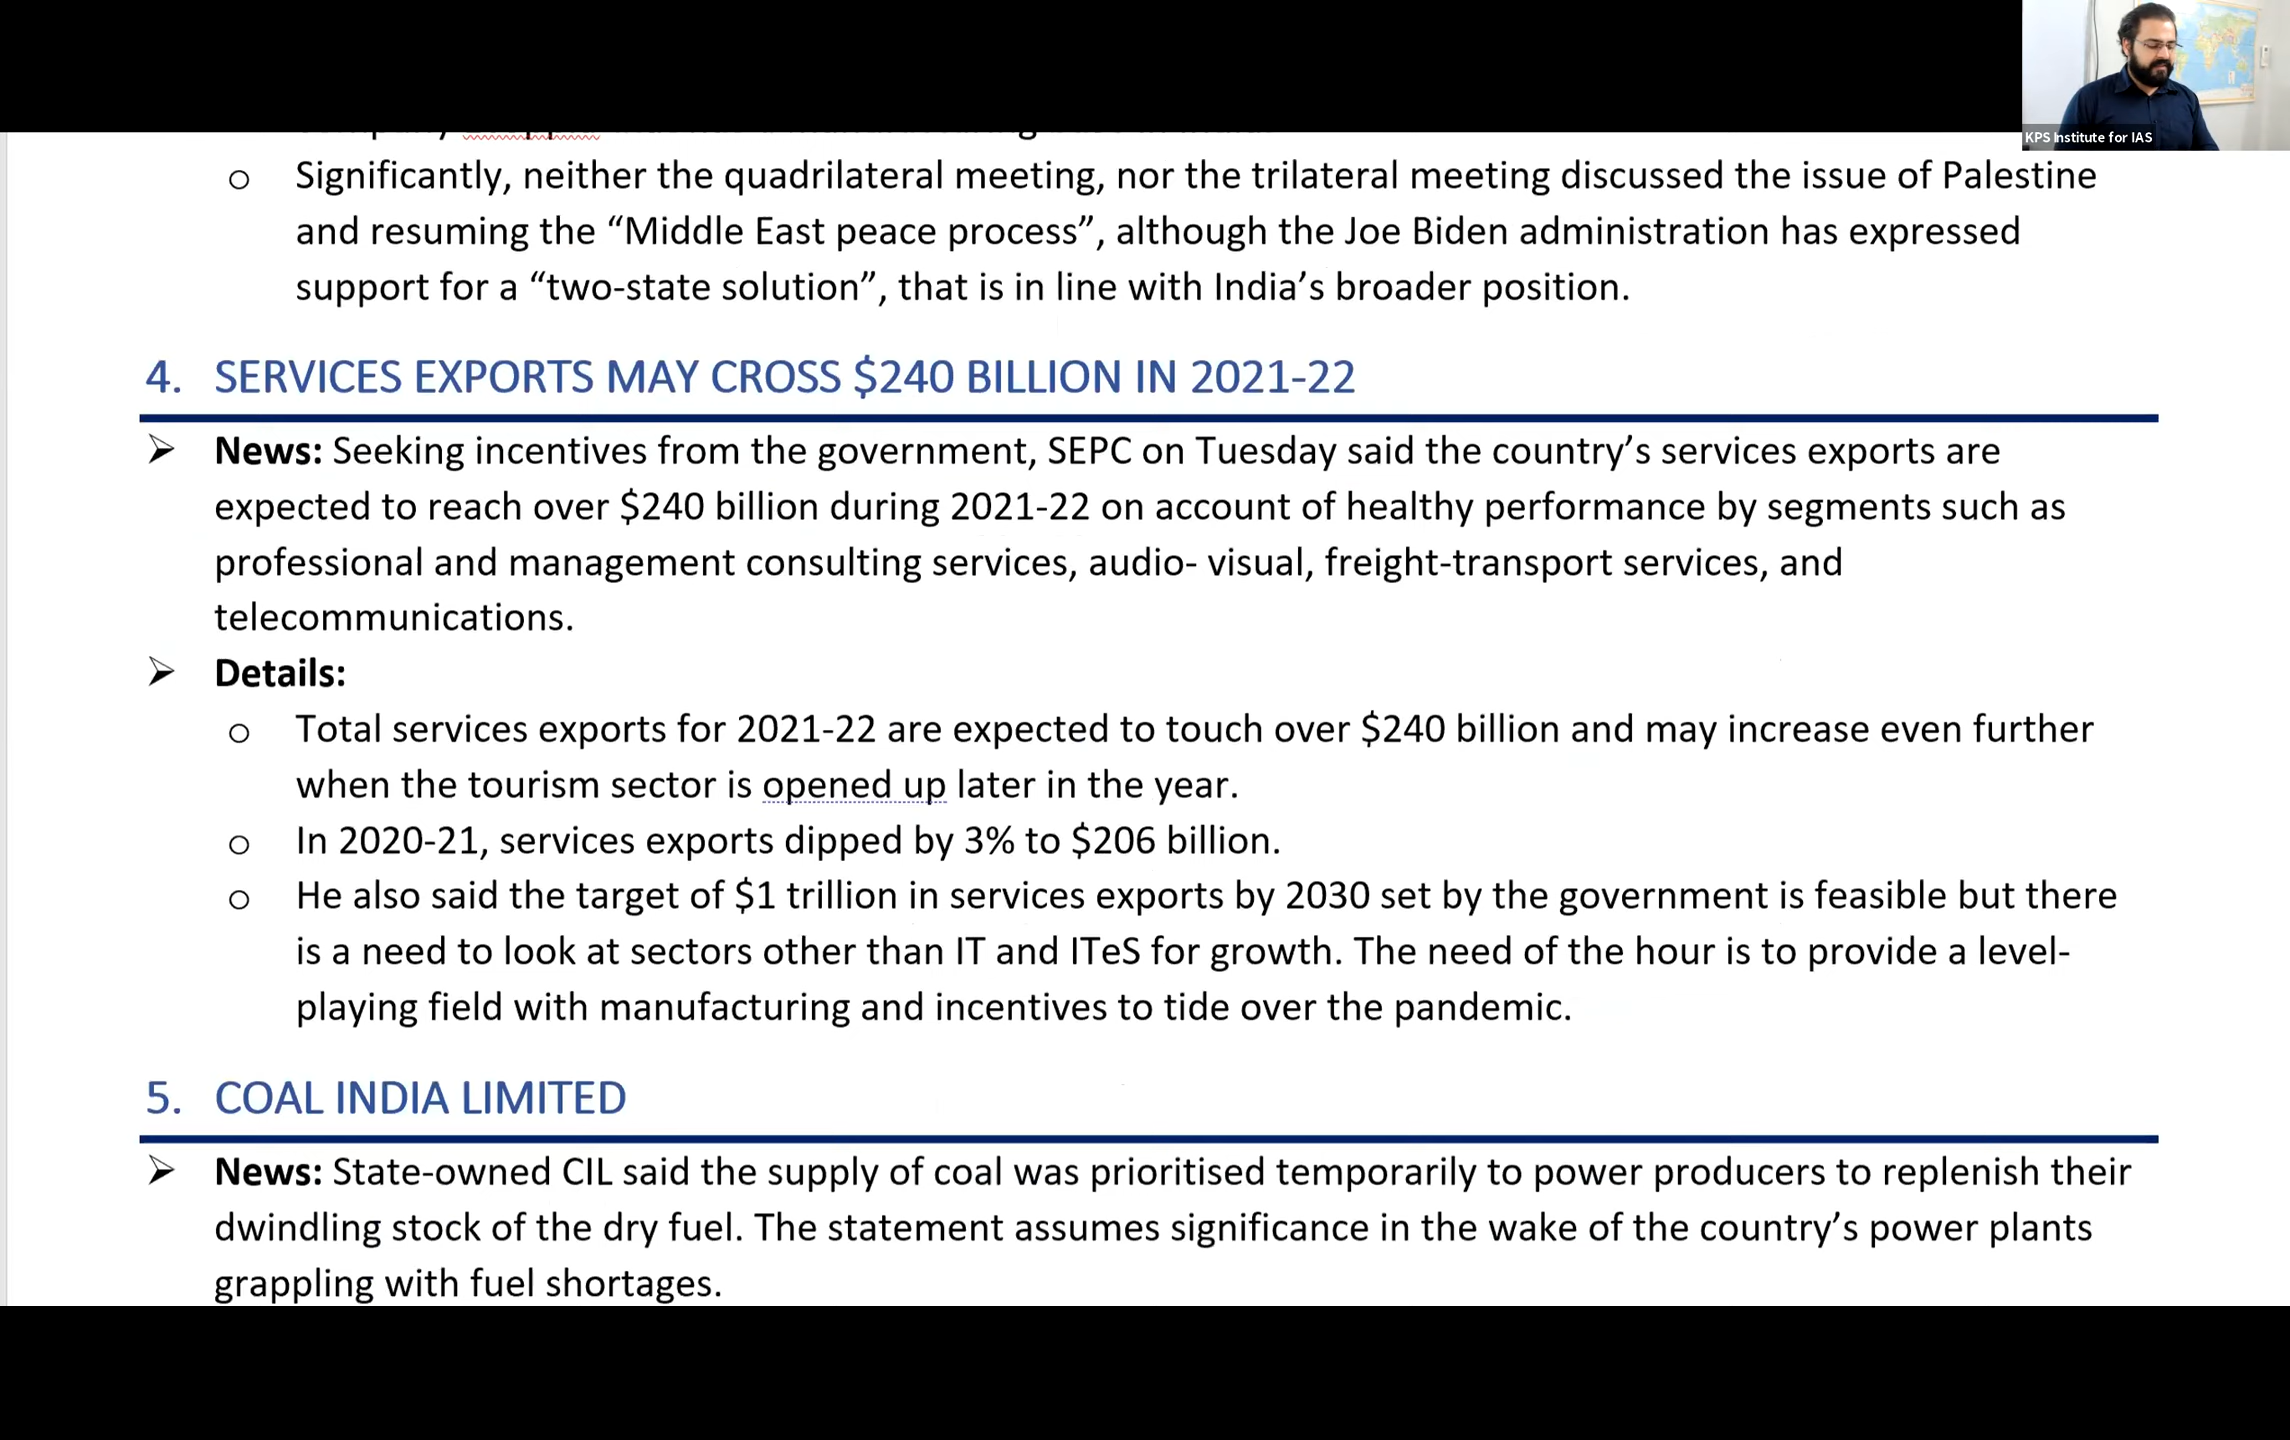 KPS Institute for IAS
o Significantly, neither the quadrilateral meeting, nor the trilateral meeting discussed the issue of Palestine
and resuming the “Middle East peace process”, although the Joe Biden administration has expressed
support for a “two-state solution”, that is in line with India’s broader position.
4. SERVICES EXPORTS MAY CROSS $240 BILLION IN 2021-22
➢ News: Seeking incentives from the government, SEPC on Tuesday said the country’s services exports are
expected to reach over $240 billion during 2021-22 on account of healthy performance by segments such as
professional and management consulting services, audio- visual, freight-transport services, and
telecommunications.
➢ Details:
o Total services exports for 2021-22 are expected to touch over $240 billion and may increase even further
when the tourism sector is opened up later in the year.
o In 2020-21, services exports dipped by 3% to $206 billion.
o He also said the target of $1 trillion in services exports by 2030 set by the government is feasible but there
is a need to look at sectors other than IT and ITeS for growth. The need of the hour is to provide a level-
playing field with manufacturing and incentives to tide over the pandemic.
5. COAL INDIA LIMITED
➢ News: State-owned CIL said the supply of coal was prioritised temporarily to power producers to replenish their
dwindling stock of the dry fuel. The statement assumes significance in the wake of the country’s power plants
grappling with fuel shortages.